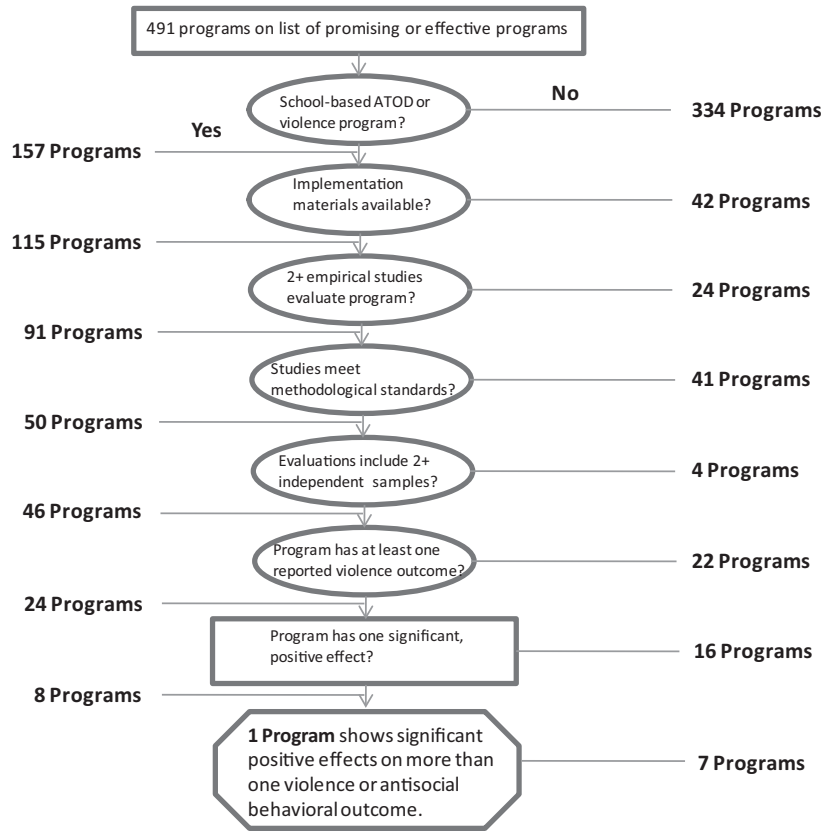 491 programs on list of promising or effective programs
School-based ATOD or
violence program?
No
334 Programs
Yes
157 Programs
Implementation
materials available?
42 Programs
115 Programs
2+ empirical studies
evaluate program?
24 Programs
91 Programs
Studies meet
methodological standards?
41 Programs
50 Programs
Evaluations include 2+
independent samples?
4 Programs
46 Programs
Program has at least one
reported violence outcome?
22 Programs
24 Programs
Program has one significant,
positive effect?
16 Programs
8 Programs
1 Program shows significant
positive effects on more than
one violence or antisocial
behavioral outcome.
7 Programs